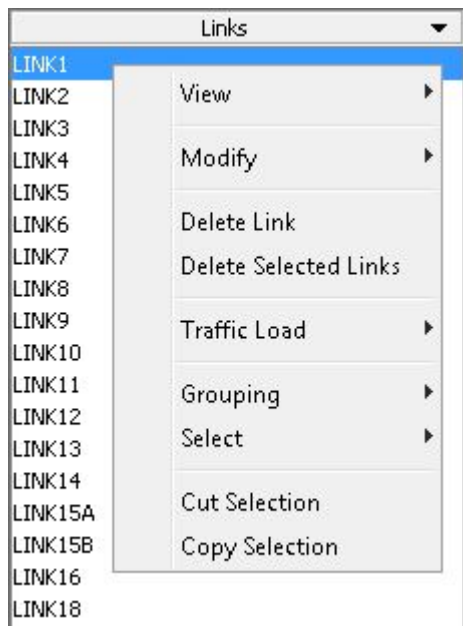 Links
LINK1
LINK2
LINK3
LINK4
LINK5
LINK6
LINK7
LINK8
LINK9
LINK10
LINK11
LINK12
LINK13
LINK14
LINK15A
LINK15B
LINK16
LINK18
View
Modify
Delete Link
Delete Selected Links
Traffic Load
Grouping
Select
Cut Selection
Copy Selection